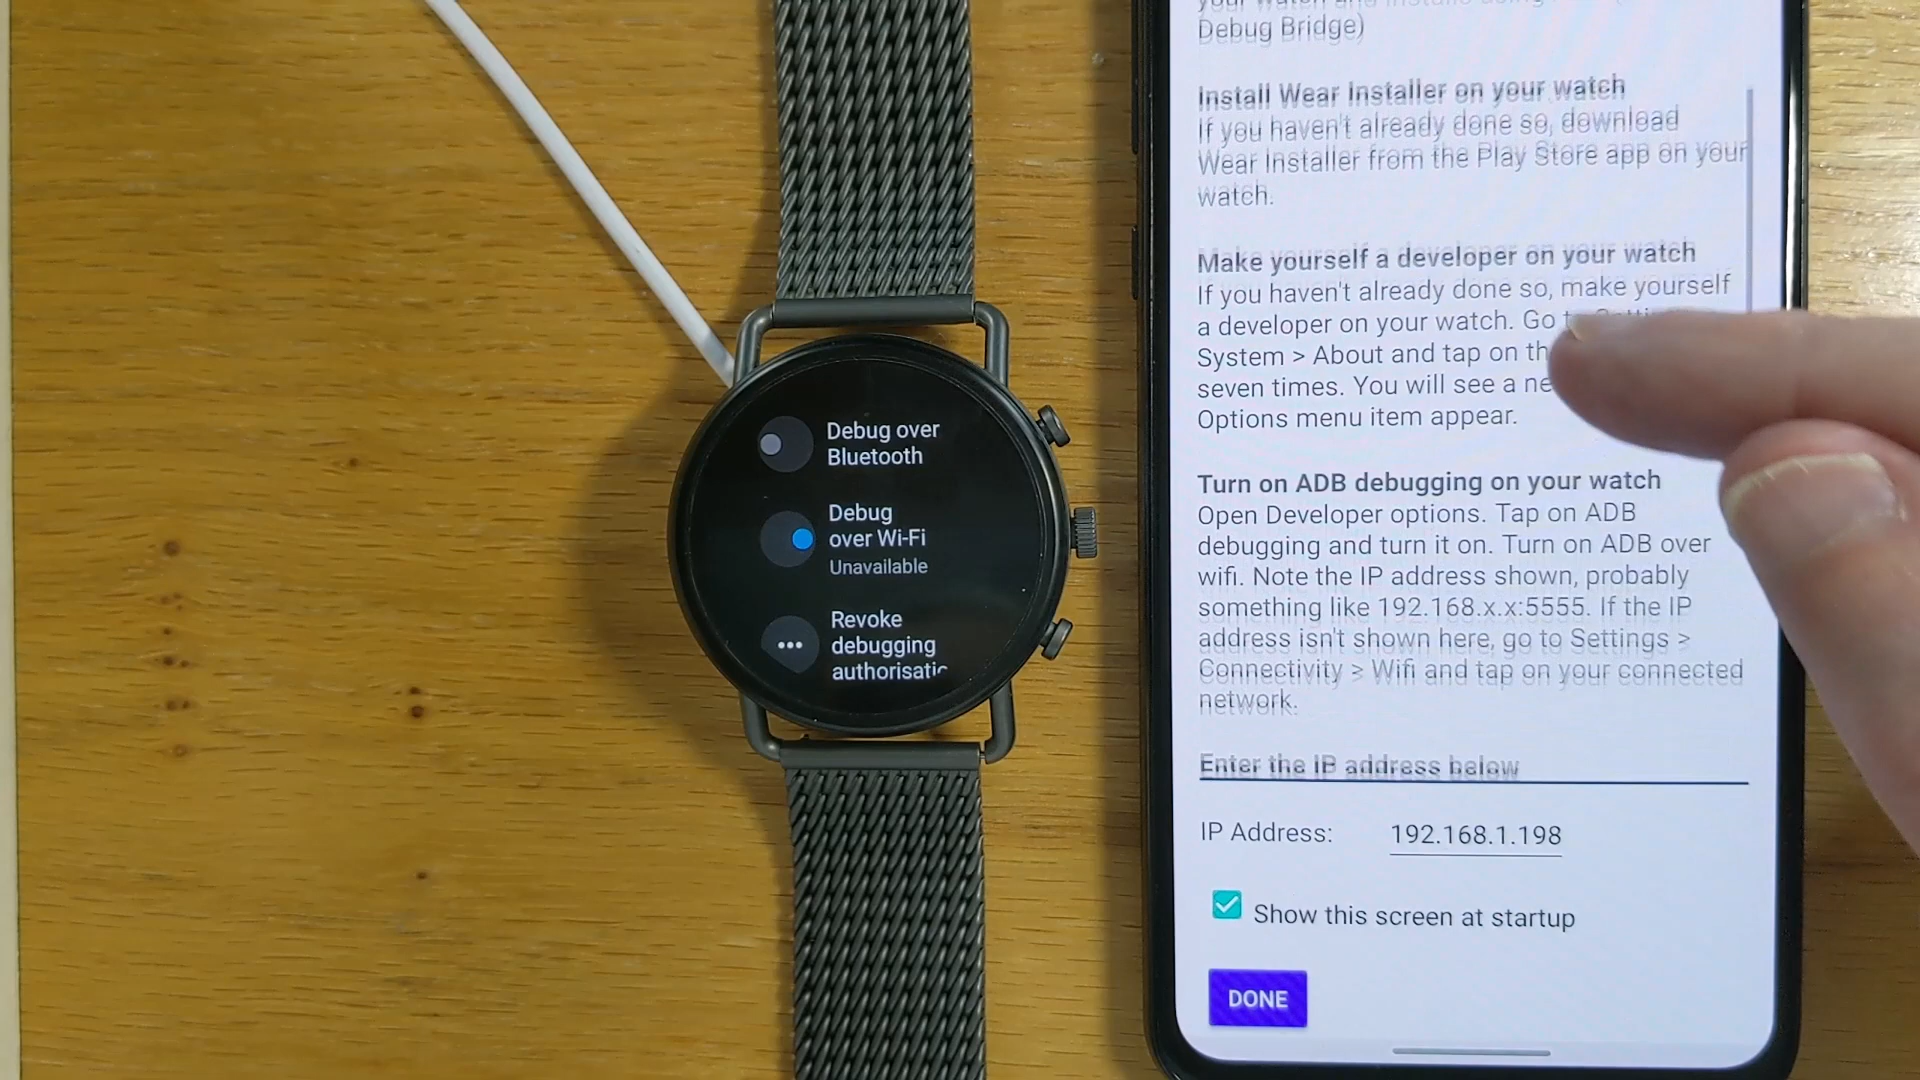 Debug over
Bluetooth
Debug
over Wi-Fi
Unavailable
Revoke
debugging
Debug Bridge)
Install Wear Installer on your watch
If you haven't already done so, download
Wear Installer from the Play Store app on your
watch.
Make yourself a developer on your watch
If you haven't already done so, make yourself
a developer on your watch. Go
System > About and tap on
seven times. You will see a
Options menu item appear.
Turn on ADB debugging on your watch
Open Developer options. Tap on ADB
debugging and turn it on. Turn on ADB over
wifi. Note the IP address shown, probably
something like 192.168.x.x:5555. If the IP
address isn't shown here, go to Settings >
Connectivity > Wifi and tap on your connected
network.
Enter the IP address below
IP Address: 192.168.1.198
Show this screen at startup
DONE